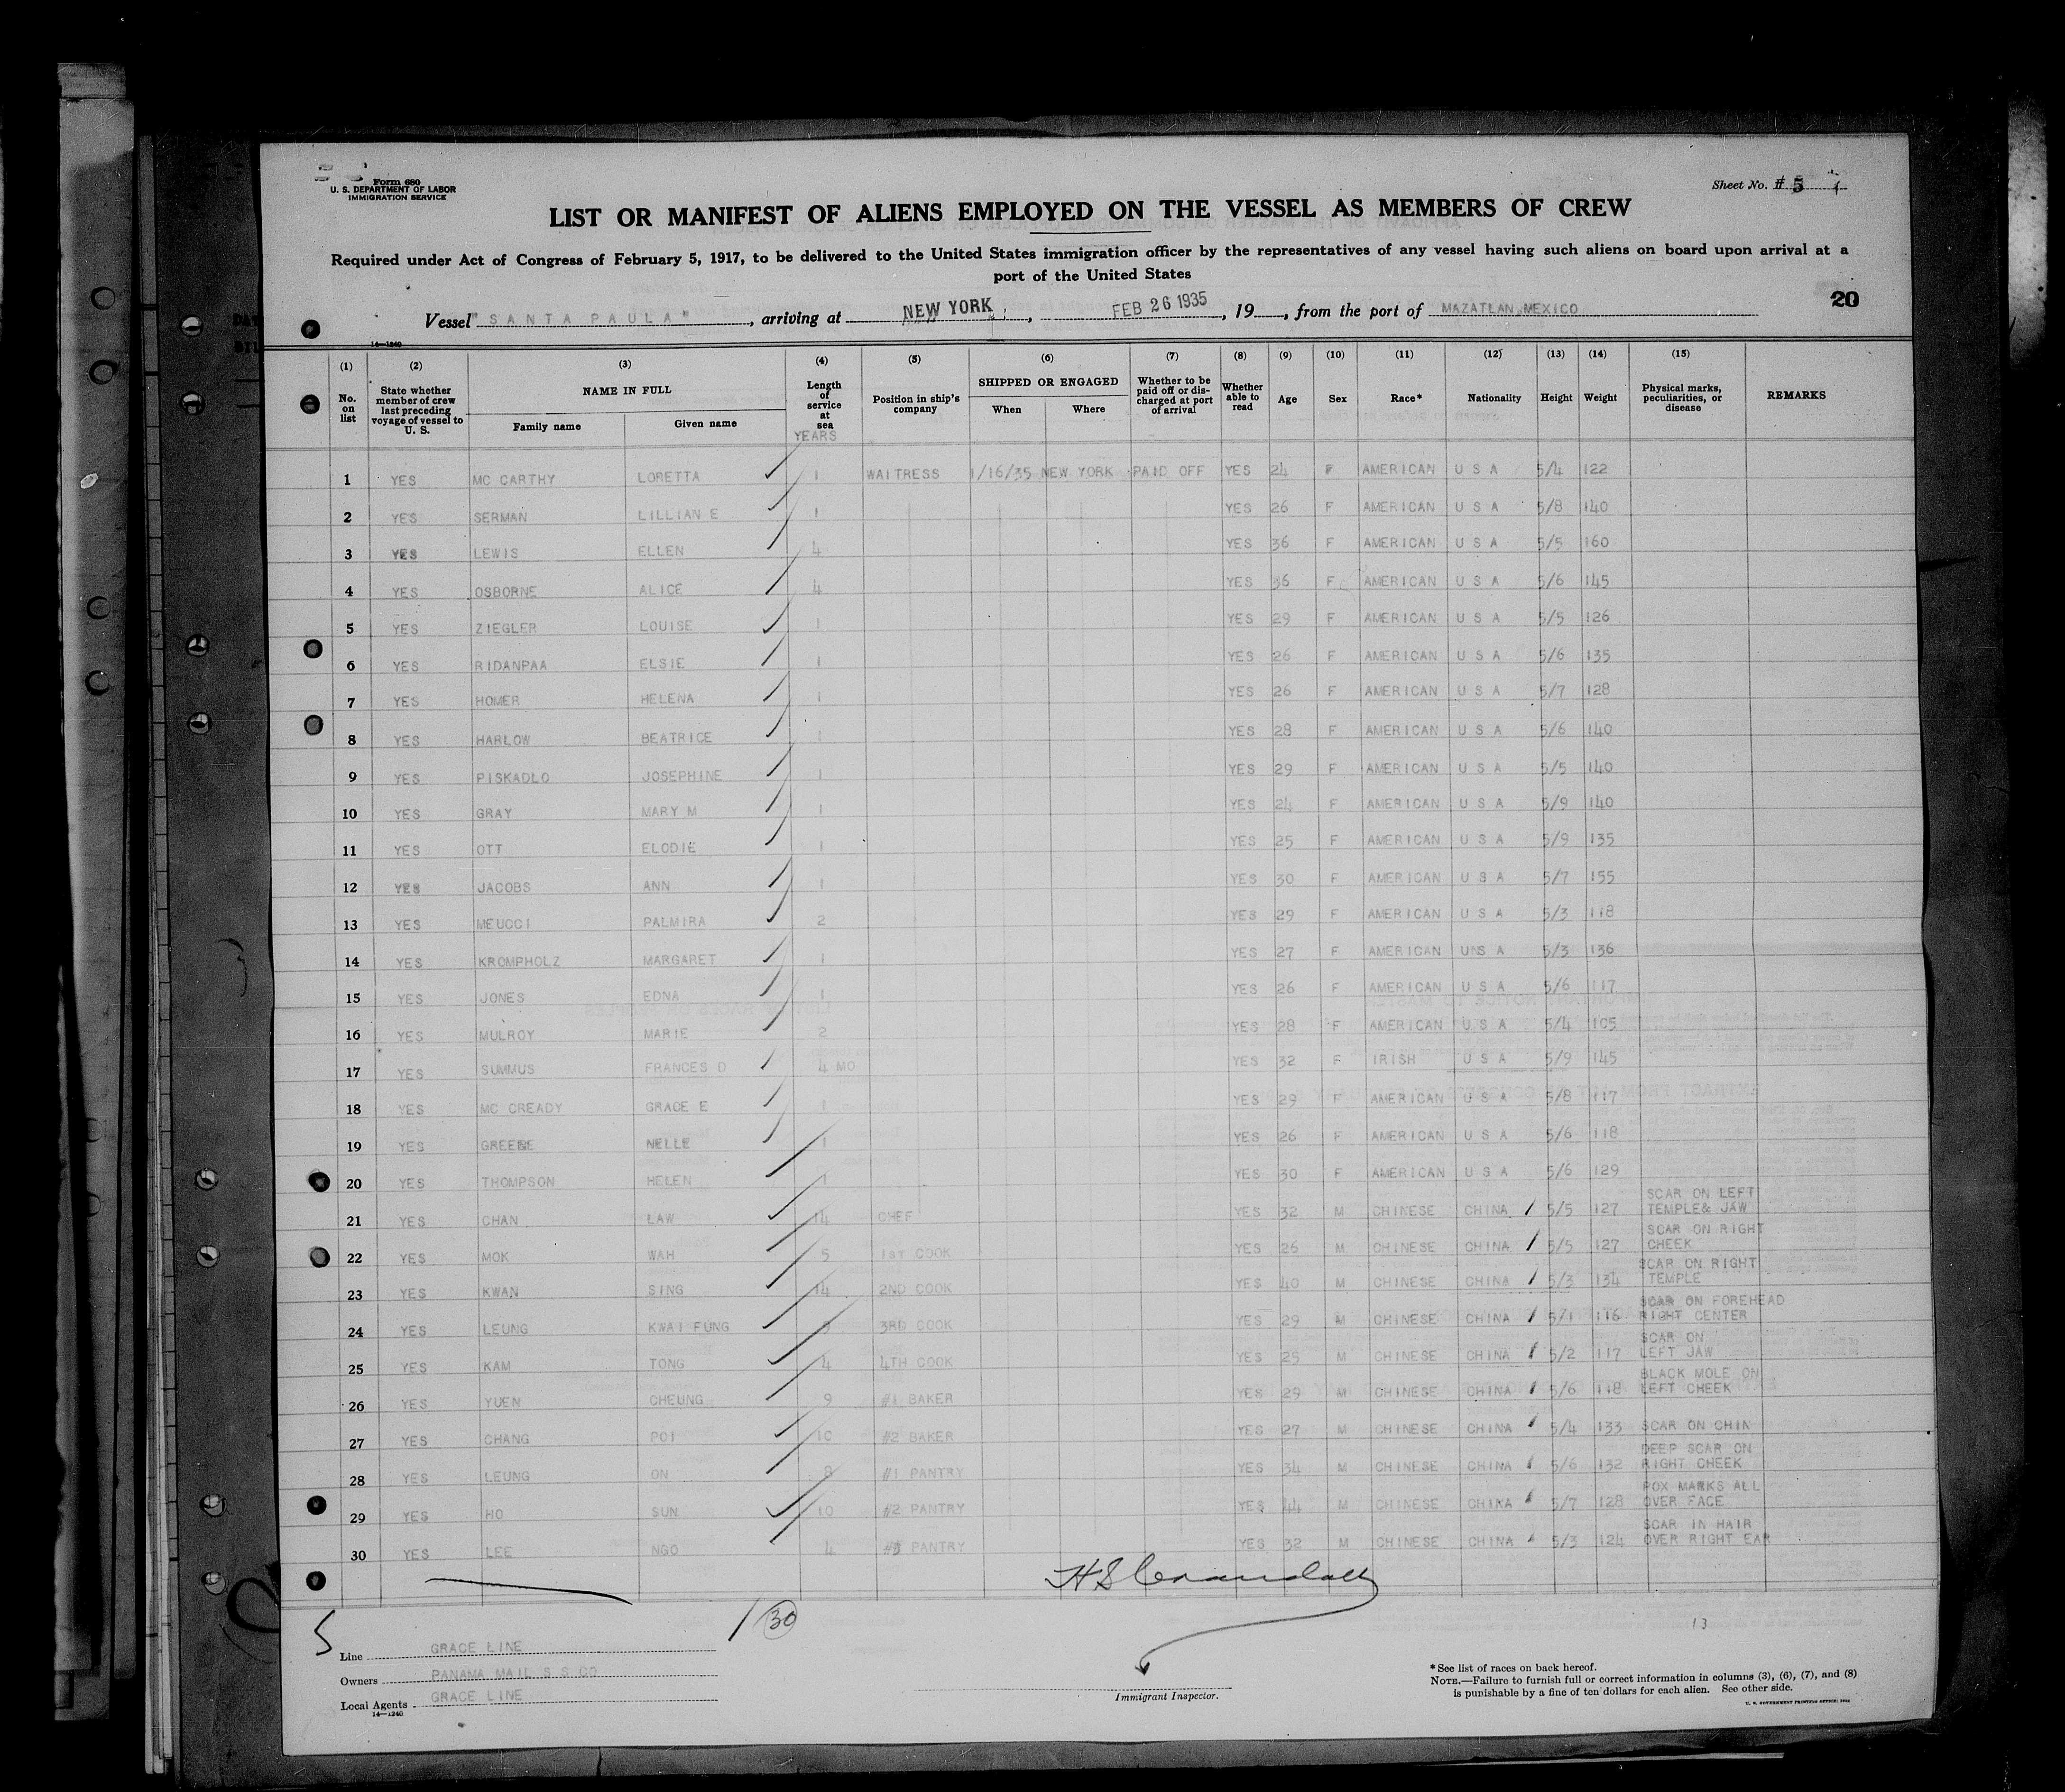 Form 680
U. S. DEPARTMENT OF LABOR
IMMIGRATION SERVICE
Sheet No. # 5
LIST OR MANIFEST OF ALIENS EMPLOYED ON THE VESSEL AS MEMBERS OF CREW
Required under Act of Congress of February 5, 1917, to be delivered to the United States immigration officer by the representatives of any vessel having such aliens on board upon arrival at a
port of the United States
20
Vessel "SANTA PAULA", arriving at NEW YORK, FEB 26 1935, 19__, from the port of MAZATLAN MEXICO
14—1240
(1) (2) (3) (4) (5) (6) (7) (8) (9) (10) (11) (12) (13) (14) (15)
No. on list State whether member of crew last preceding voyage of vessel to U. S. NAME IN FULL Family name Given name Length of service at sea YEARS Position in ship's company SHIPPED OR ENGAGED When Where Whether to be paid off or discharged at port of arrival Whether able to read Age Sex Race* Nationality Height Weight Physical marks, peculiarities, or disease REMARKS
1 YES MC CARTHY LORETTA 1 WAITRESS 1/16/35 NEW YORK PAID OFF YES 24 F AMERICAN U S A 5/4 122
2 YES SERMAN LILLIAN E 1 YES 26 F AMERICAN U S A 5/8 140
3 YES LEWIS ELLEN 4 YES 36 F AMERICAN U S A 5/5 160
4 YES OSBORNE ALICE 4 YES 36 F AMERICAN U S A 5/6 145
5 YES ZIEGLER LOUISE 1 YES 29 F AMERICAN U S A 5/5 126
6 YES RIDANPAA ELSIE 1 YES 26 F AMERICAN U S A 5/6 135
7 YES HOMER HELENA 1 YES 26 F AMERICAN U S A 5/7 128
8 YES HARLOW BEATRICE 1 YES 28 F AMERICAN U S A 5/6 140
9 YES PISKADLO JOSEPHINE 1 YES 29 F AMERICAN U S A 5/5 140
10 YES GRAY MARY M 1 YES 24 F AMERICAN U S A 5/9 140
11 YES OTT ELODIE 1 YES 25 F AMERICAN U S A 5/9 135
12 YES JACOBS ANN 1 YES 30 F AMERICAN U S A 5/7 155
13 YES MEUCCI PALMIRA 2 YES 29 F AMERICAN U S A 5/3 118
14 YES KROMPHOLZ MARGARET 1 YES 27 F AMERICAN U S A 5/3 136
15 YES JONES EDNA 1 YES 26 F AMERICAN U S A 5/6 117
16 YES MULROY MARIE 2 YES 28 F AMERICAN U S A 5/4 105
17 YES SUMMUS FRANCES D 4 MO YES 32 F IRISH U S A 5/9 145
18 YES MC CREADY GRACE E 1 YES 29 F AMERICAN U S A 5/8 117
19 YES GREENE NELLE 1 YES 26 F AMERICAN U S A 5/6 118
20 YES THOMPSON HELEN 1 YES 30 F AMERICAN U S A 5/6 129
21 YES CHAN LAW 14 CHEF YES 32 M CHINESE CHINA 5/5 127 SCAR ON LEFT TEMPLE& JAW
22 YES MOK WAH 5 1ST COOK YES 26 M CHINESE CHINA 5/5 127 SCAR ON RIGHT CHEEK
23 YES KWAN SING 14 2ND COOK YES 40 M CHINESE CHINA 5/3 134 SCAR ON RIGHT TEMPLE
24 YES LEUNG KWAI FUNG 3RD COOK YES 29 M CHINESE CHINA 5/1 116 SCAR ON FOREHEAD RIGHT CENTER
25 YES KAM TONG 4 4TH COOK YES 25 M CHINESE CHINA 5/2 117 SCAR ON LEFT JAW
26 YES YUEN CHEUNG 9 #1 BAKER YES 29 M CHINESE CHINA 5/6 118 BLACK MOLE ON LEFT CHEEK
27 YES CHANG POI 10 #2 BAKER YES 27 M CHINESE CHINA 5/4 133 SCAR ON CHIN
28 YES LEUNG ON 8 #1 PANTRY YES 34 M CHINESE CHINA 5/6 132 DEEP SCAR ON RIGHT CHEEK
29 YES HO SUN 10 #2 PANTRY YES 44 M CHINESE CHINA 5/7 128 POX MARKS ALL OVER FACE
30 YES LEE NGO 4 #3 PANTRY YES 32 M CHINESE CHINA 5/3 124 SCAR IN HAIR OVER RIGHT EAR
H S Crandall
30
13
Line GRACE LINE
Owners PANAMA MAIL S S CO
Local Agents GRACE LINE
14—1240
Immigrant Inspector.
*See list of races on back hereof.
NOTE.—Failure to furnish full or correct information in columns (3), (6), (7), and (8)
is punishable by a fine of ten dollars for each alien. See other side.
U. S. GOVERNMENT PRINTING OFFICE